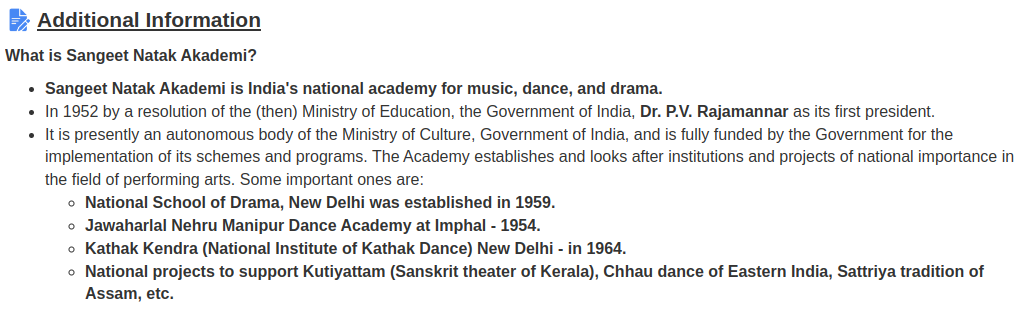 Additional Information
What is Sangeet Natak Akademi?
• Sangeet Natak Akademi is India's national academy for music, dance, and drama.
• In 1952 by a resolution of the (then) Ministry of Education, the Government of India, Dr. P.V. Rajamannar as its first president.
• It is presently an autonomous body of the Ministry of Culture, Government of India, and is fully funded by the Government for the
implementation of its schemes and programs. The Academy establishes and looks after institutions and projects of national importance in
the field of performing arts. Some important ones are:
◦ National School of Drama, New Delhi was established in 1959.
◦ Jawaharlal Nehru Manipur Dance Academy at Imphal - 1954.
◦ Kathak Kendra (National Institute of Kathak Dance) New Delhi - in 1964.
◦ National projects to support Kutiyattam (Sanskrit theater of Kerala), Chhau dance of Eastern India, Sattriya tradition of
Assam, etc.